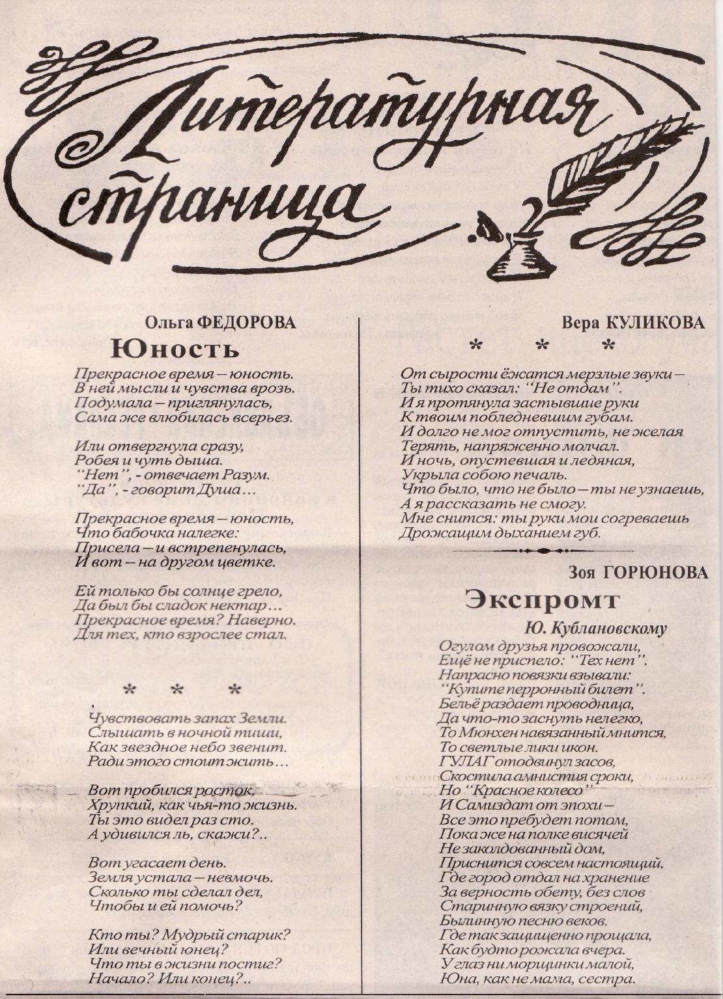 Литературная
страница
Ольга ФЕДОРОВА
Юность
Прекрасное время – юность.
В ней мысли и чувства врозь.
Подумала – приглянулась,
Сама же влюбилась всерьез.
Или отвергнула сразу,
Робея и чуть дыша.
“Нет”, - отвечает Разум.
“Да”, - говорит Душа...
Прекрасное время – юность,
Что бабочка налегке:
Присела – и встрепенулась,
И вот – на другом цветке.
Ей только бы солнце грело,
Да был бы сладок нектар...
Прекрасное время? Наверно.
Для тех, кто взрослее стал.
* * *
Чувствовать запах Земли.
Слышать в ночной тиши,
Как звездное небо звенит.
Ради этого стоит жить...
Вот пробился росток,
Хрупкий, как чья-то жизнь.
Ты это видел раз сто.
А удивился ль, скажи?..
Вот угасает день.
Земля устала – невмочь.
Сколько ты сделал дел,
Чтобы и ей помочь?
Кто ты? Мудрый старик?
Или вечный юнец?
Что ты в жизни постиг?
Начало? Или конец?..
Вера КУЛИКОВА
* * *
От сырости ёжатся мерзлые звуки –
Ты тихо сказал: “Не отдам”.
И я протянула застывшие руки
К твоим побледневшим губам.
И долго не мог отпустить, не желая
Терять, напряженно молчал.
И ночь, опустевшая и ледяная,
Укрыла собою печаль.
Что было, что не было – ты не узнаешь,
А я рассказать не смогу.
Мне снится: ты руки мои согреваешь
Дрожащим дыханием губ.
Зоя ГОРЮНОВА
Экспромт
Ю. Кублановскому
Огулом друзья провожали,
Ещё не приспело: “Тех нет”.
Напрасно повязки взывали:
“Купите перронный билет”.
Бельё раздает проводница,
Да что-то заснуть нелегко,
То Мюнхен навязанный мнится,
То светлые лики икон.
ГУЛАГ отодвинул засов,
Скостила амнистия сроки,
Но “Красное колесо”
И Самиздат от эпохи –
Все это пребудет потом,
Пока же на полке висячей
Не заколдованный дом,
Приснится совсем настоящий,
Где город отдал на хранение
За верность обету, без слов
Старинную вязку строений,
Былинную песню веков.
Где так защищенно прощала,
Как будто рожала вчера.
У глаз ни морщинки малой,
Юна, как не мама, сестра.